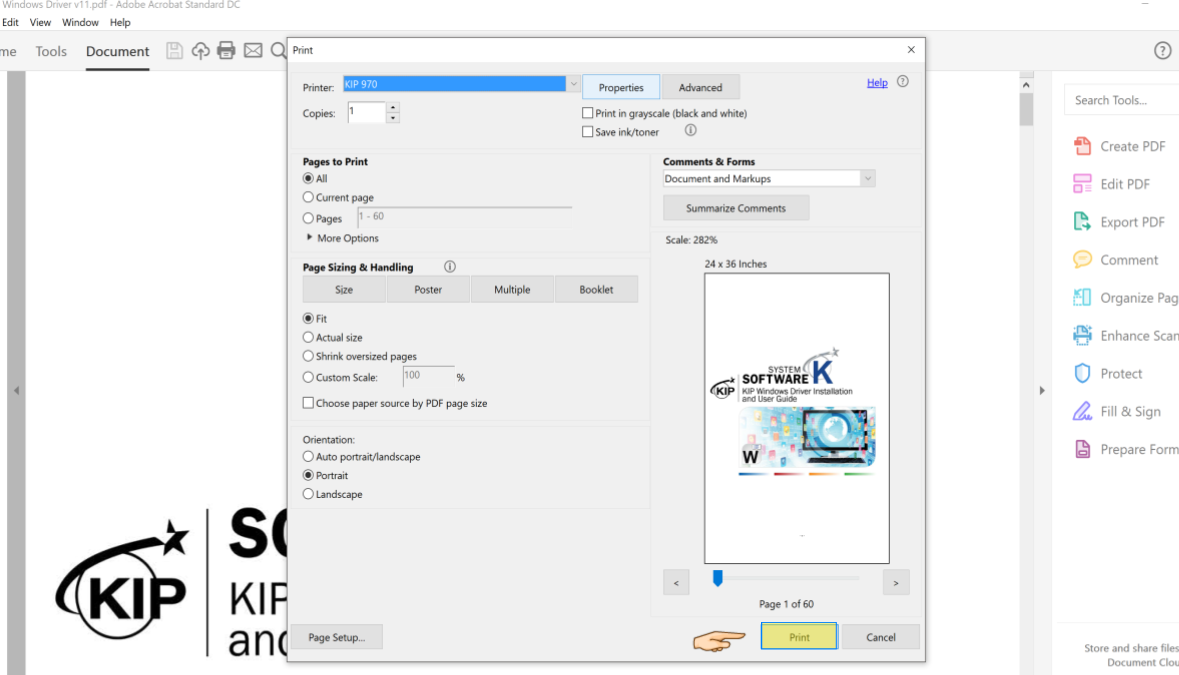 Windows Driver v11.pdf - Adobe Acrobat Standard DC
Edit View Window Help
me Tools Document
Print
Printer: KIP 970 Properties Advanced Help
Copies: 1
Print in grayscale (black and white)
Save ink/toner
Pages to Print
All
Current page
Pages 1 - 60
More Options
Comments & Forms
Document and Markups
Summarize Comments
Scale: 282%
24 x 36 Inches
Page Sizing & Handling
Size Poster Multiple Booklet
Fit
Actual size
Shrink oversized pages
Custom Scale: 100 %
Choose paper source by PDF page size
Orientation:
Auto portrait/landscape
Portrait
Landscape
SYSTEM K
SOFTWARE
KIP KIP Windows Driver Installation
and User Guide
W
< >
Page 1 of 60
Page Setup... Print Cancel
Search Tools...
Create PDF
Edit PDF
Export PDF
Comment
Organize Pag
Enhance Scan
Protect
Fill & Sign
Prepare Form
Store and share files
Document Clou
SO
KIP KIP
and